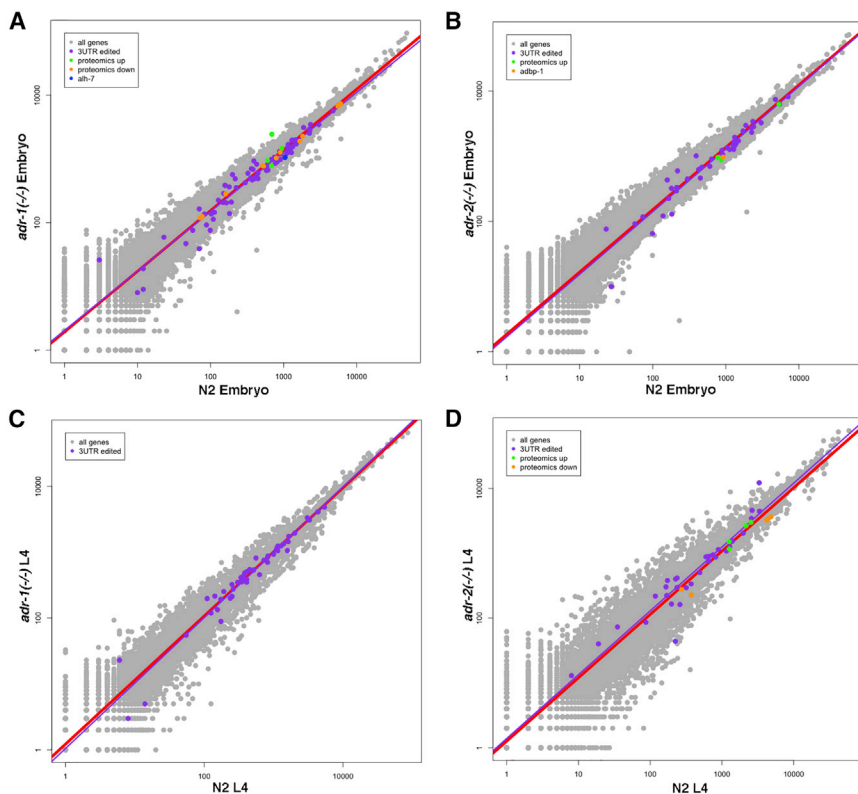 A
all genes
3UTR edited
proteomics up
proteomics down
alh-7
adr-1(-/-) Embryo
10000
100
1
1
10
100
1000
10000
N2 Embryo
B
all genes
3UTR edited
proteomics up
adbp-1
adr-2(-/-) Embryo
10000
100
1
1
10
100
1000
10000
N2 Embryo
C
all genes
3UTR edited
adr-1(-/-) L4
10000
100
1
1
100
10000
N2 L4
D
all genes
3UTR edited
proteomics up
proteomics down
adr-2(-/-) L4
10000
100
1
1
10
100
1000
10000
N2 L4